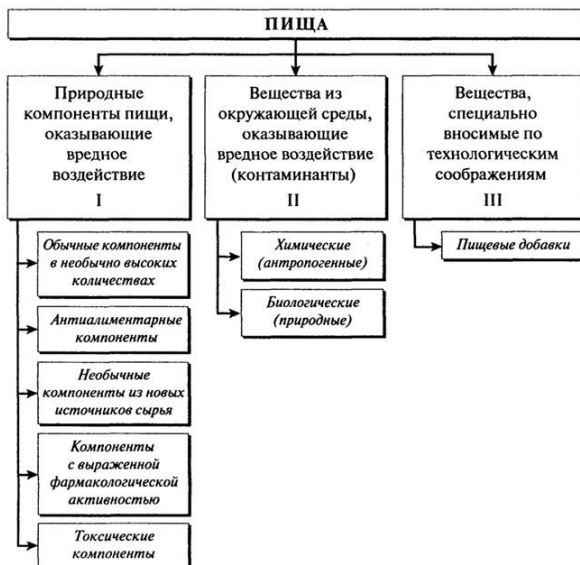 ПИЩА
Природные
компоненты пищи,
оказывающие
вредное
воздействие
I
Вещества из
окружающей среды,
оказывающие
вредное воздействие
(контаминанты)
II
Вещества,
специально
вносимые по
технологическим
соображениям
III
Обычные компоненты
в необычно высоких
количествах
Антиалиментарные
компоненты
Необычные
компоненты из новых
источников сырья
Компоненты
с выраженной
фармакологической
активностью
Токсические
компоненты
Химические
(антропогенные)
Биологические
(природные)
Пищевые добавки